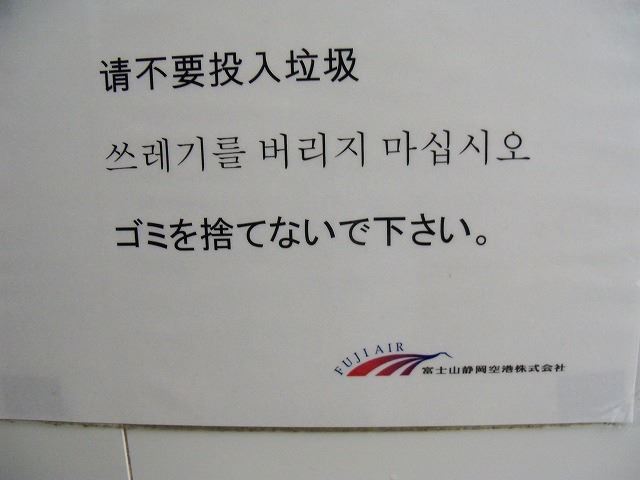 请不要投入垃圾
쓰레기를 버리지 마십시오
ゴミを捨てないで下さい。
FUJI AIR
富士山静岡空港株式会社